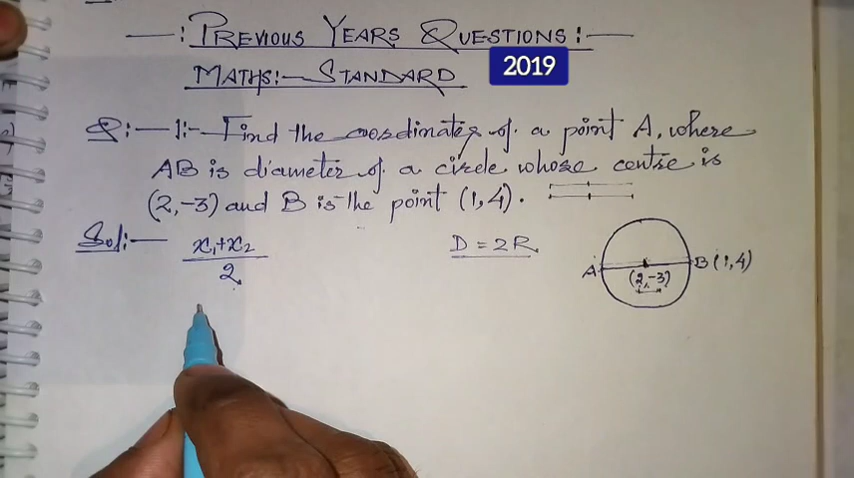 —: PREVIOUS YEARS QUESTIONS :—
MATHS:— STANDARD
2019
Q:— 1:- Find the coordinates of a point A, where
AB is diameter of a circle whose centre is
(2,-3) and B is the point (1,4).
Sol:— x₁+x₂ D = 2R
2
A B(1,4)
(2,-3)